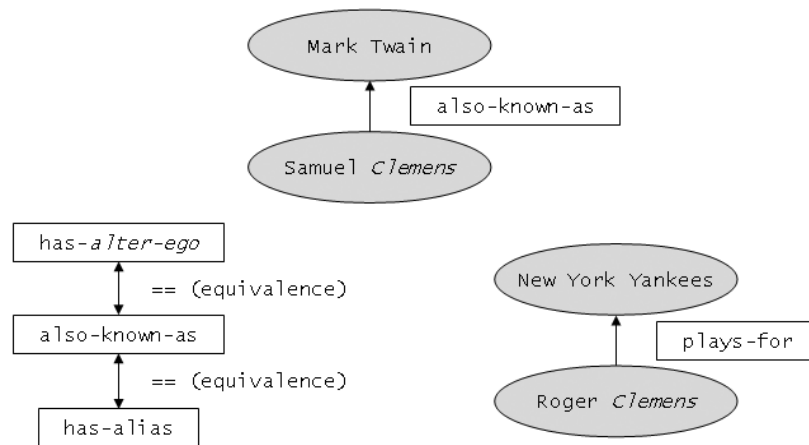 Mark Twain
also-known-as
Samuel Clemens
has-alter-ego
== (equivalence)
also-known-as
== (equivalence)
has-alias
New York Yankees
plays-for
Roger Clemens